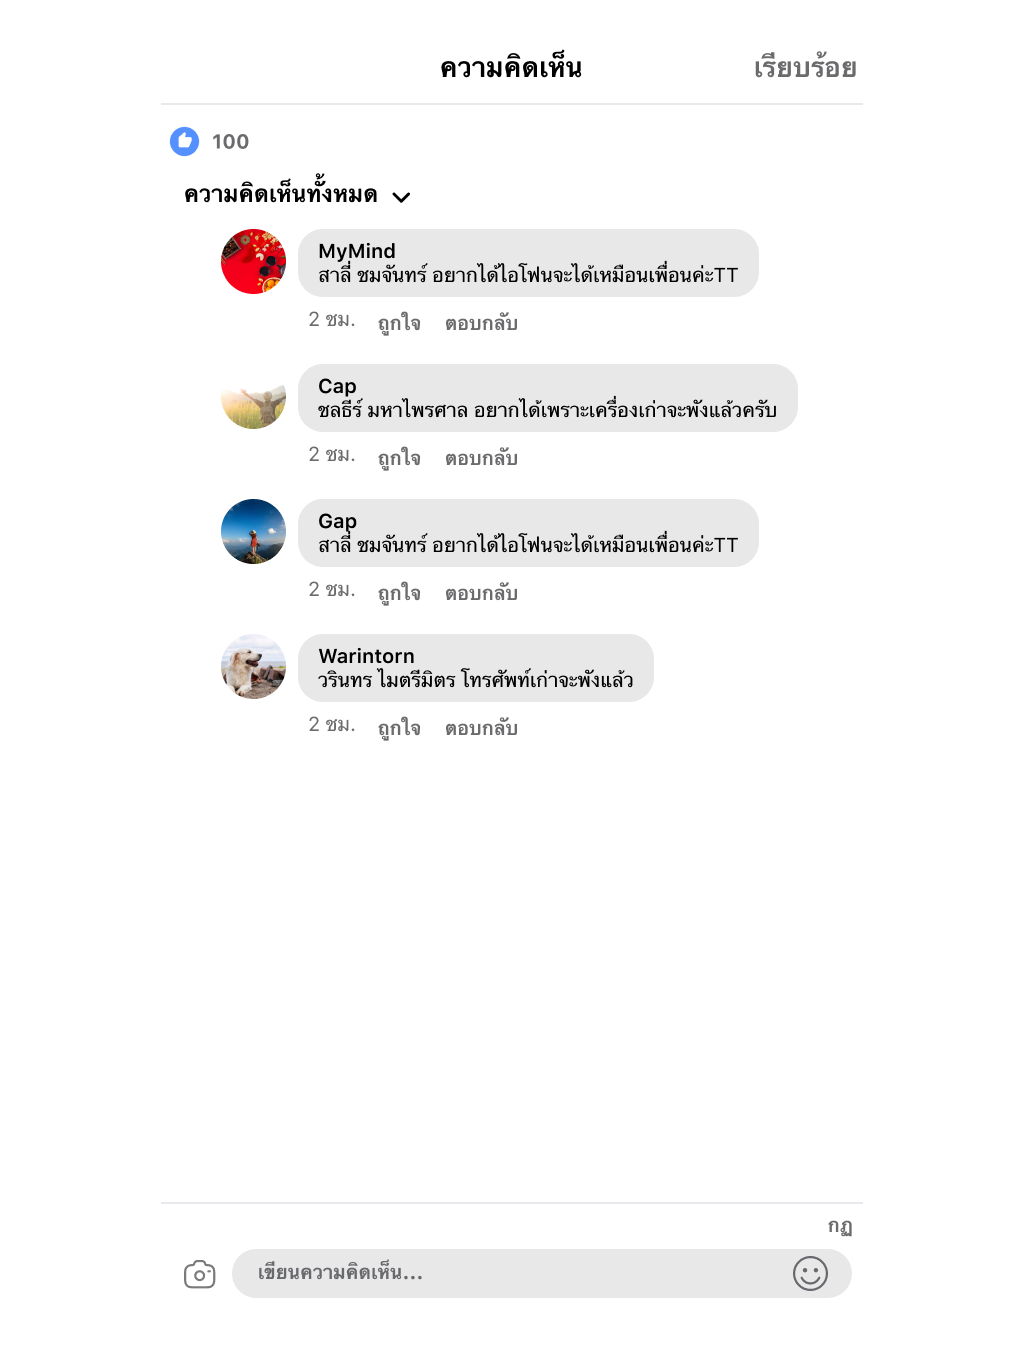 ความคิดเห็น
เรียบร้อย
100
ความคิดเห็นทั้งหมด
MyMind
สาลี่ ชมจันทร์ อยากได้ไอโฟนจะได้เหมือนเพื่อนค่ะTT
2 ชม. ถูกใจ ตอบกลับ
Cap
ชลธีร์ มหาไพรศาล อยากได้เพราะเครื่องเก่าจะพังแล้วครับ
2 ชม. ถูกใจ ตอบกลับ
Gap
สาลี่ ชมจันทร์ อยากได้ไอโฟนจะได้เหมือนเพื่อนค่ะTT
2 ชม. ถูกใจ ตอบกลับ
Warintorn
วรินทร ไมตรีมิตร โทรศัพท์เก่าจะพังแล้ว
2 ชม. ถูกใจ ตอบกลับ
กฏ
เขียนความคิดเห็น...